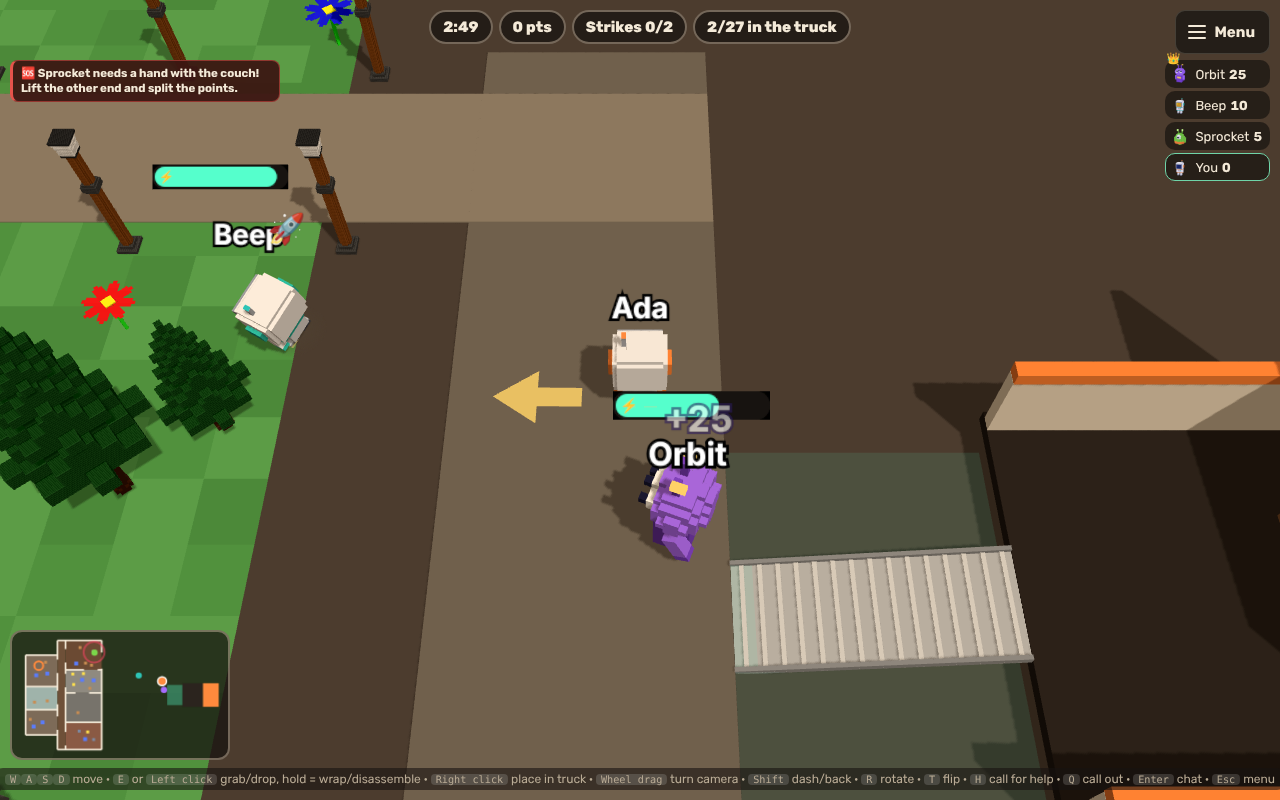 2:49
0 pts
Strikes 0/2
2/27 in the truck
Menu
🆘 Sprocket needs a hand with the couch!
Lift the other end and split the points.
Orbit 25
Beep 10
Sprocket 5
You 0
Beep
Ada
+25
Orbit
W A S D move • E or Left click grab/drop, hold = wrap/disassemble • Right click place in truck • Wheel drag turn camera • Shift dash/back • R rotate • T flip • H call for help • Q call out • Enter chat • Esc menu